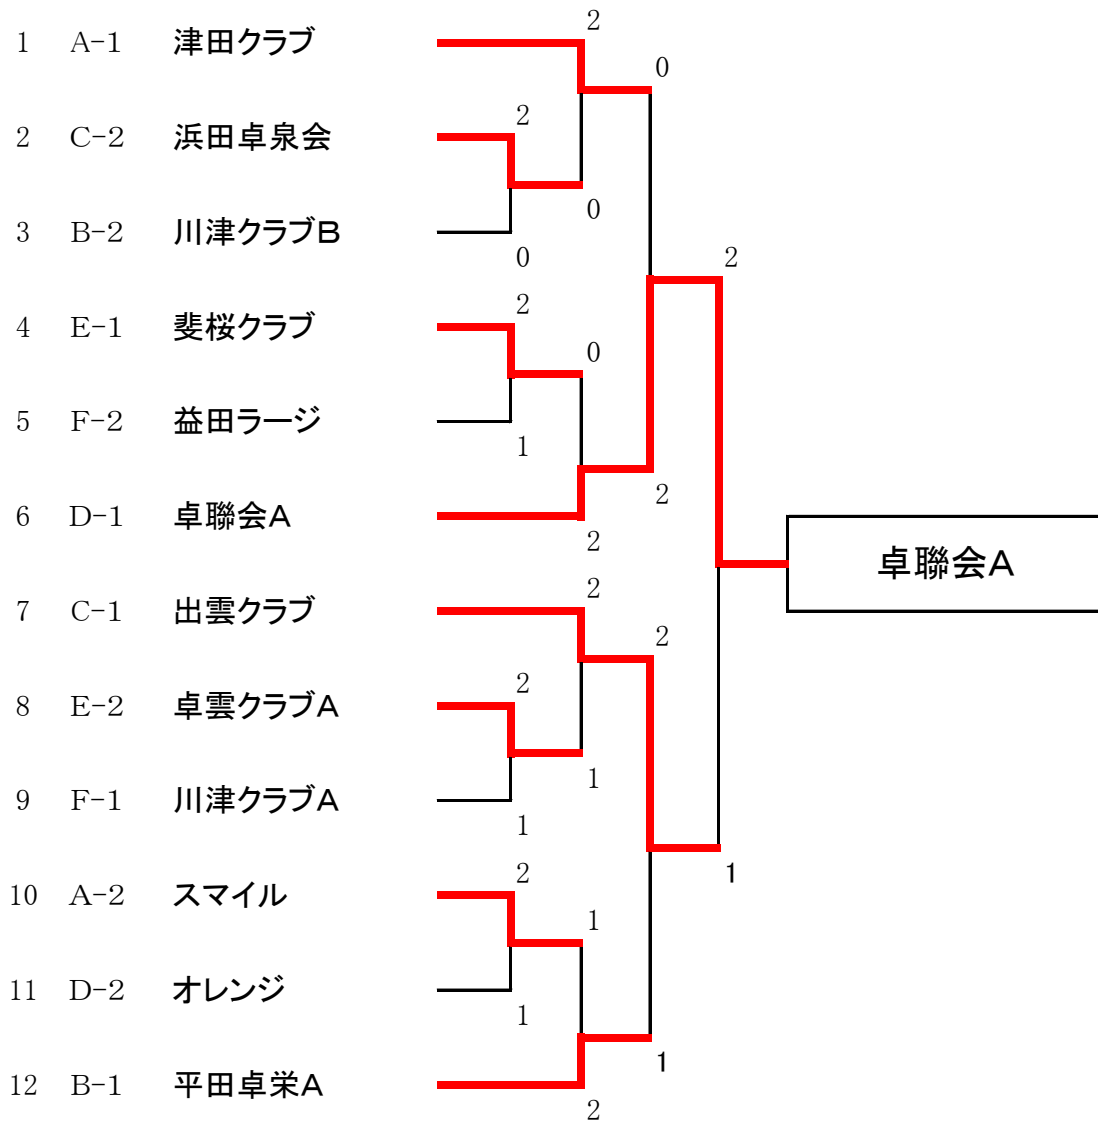 2
1 A-1 津田クラブ
0
2
2 C-2 浜田卓泉会
0
3 B-2 川津クラブB
0
2
2
4 E-1 斐桜クラブ
0
5 F-2 益田ラージ
1
2
6 D-1 卓聯会A
2
卓聯会A
2
7 C-1 出雲クラブ
2
2
8 E-2 卓雲クラブA
1
9 F-1 川津クラブA
1
2
1
10 A-2 スマイル
1
11 D-2 オレンジ
1
1
12 B-1 平田卓栄A
2